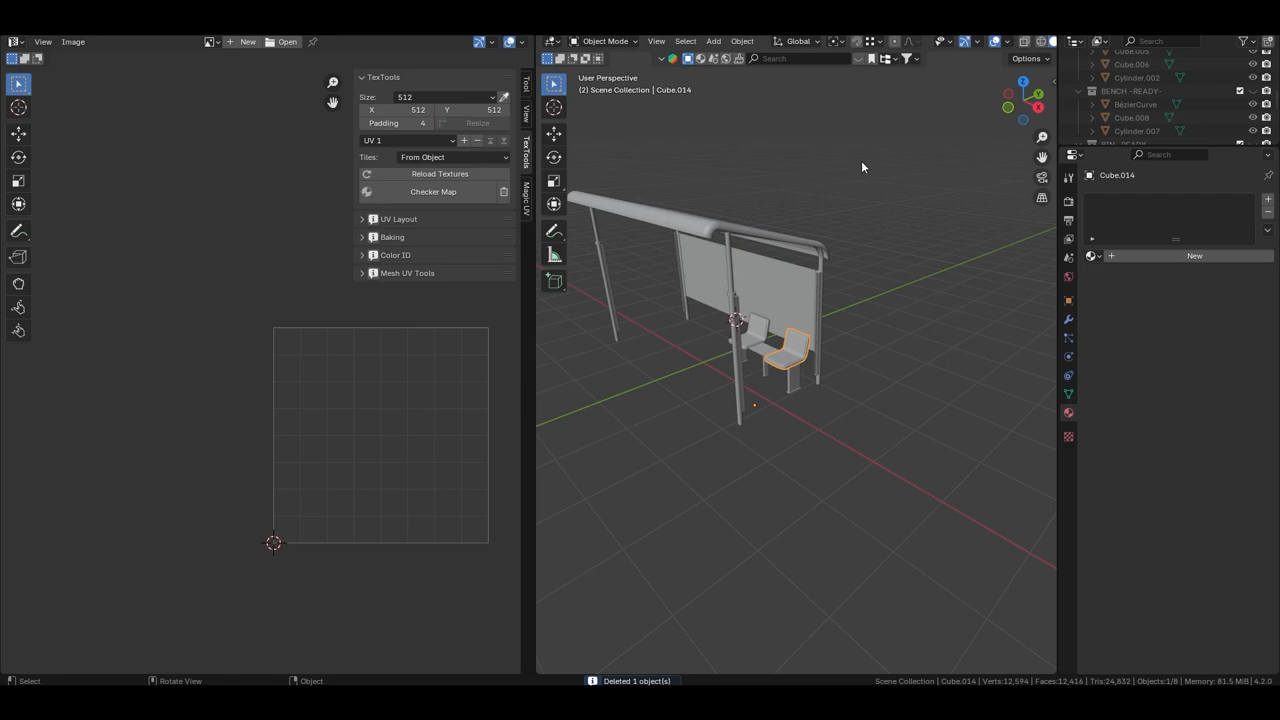 View Image New Open
Object Mode View Select Add Object Global
Search
Cube.005
Cube.006
Cylinder.002
BENCH -READY-
BézierCurve
Cube.008
Cylinder.007
Search
Options
Search
User Perspective
(2) Scene Collection | Cube.014
TexTools
Size: 512
X 512 Y 512
Padding 4 Resize
UV 1
Tiles: From Object
Reload Textures
Checker Map
UV Layout
Baking
Color ID
Mesh UV Tools
Tool
View
TexTools
Magic UV
Z
Y
X
Search
Cube.014
New
Select Rotate View Object
Deleted 1 object(s)
Scene Collection | Cube.014 | Verts:12,594 | Faces:12,416 | Tris:24,832 | Objects:1/8 | Memory: 81.5 MiB | 4.2.0